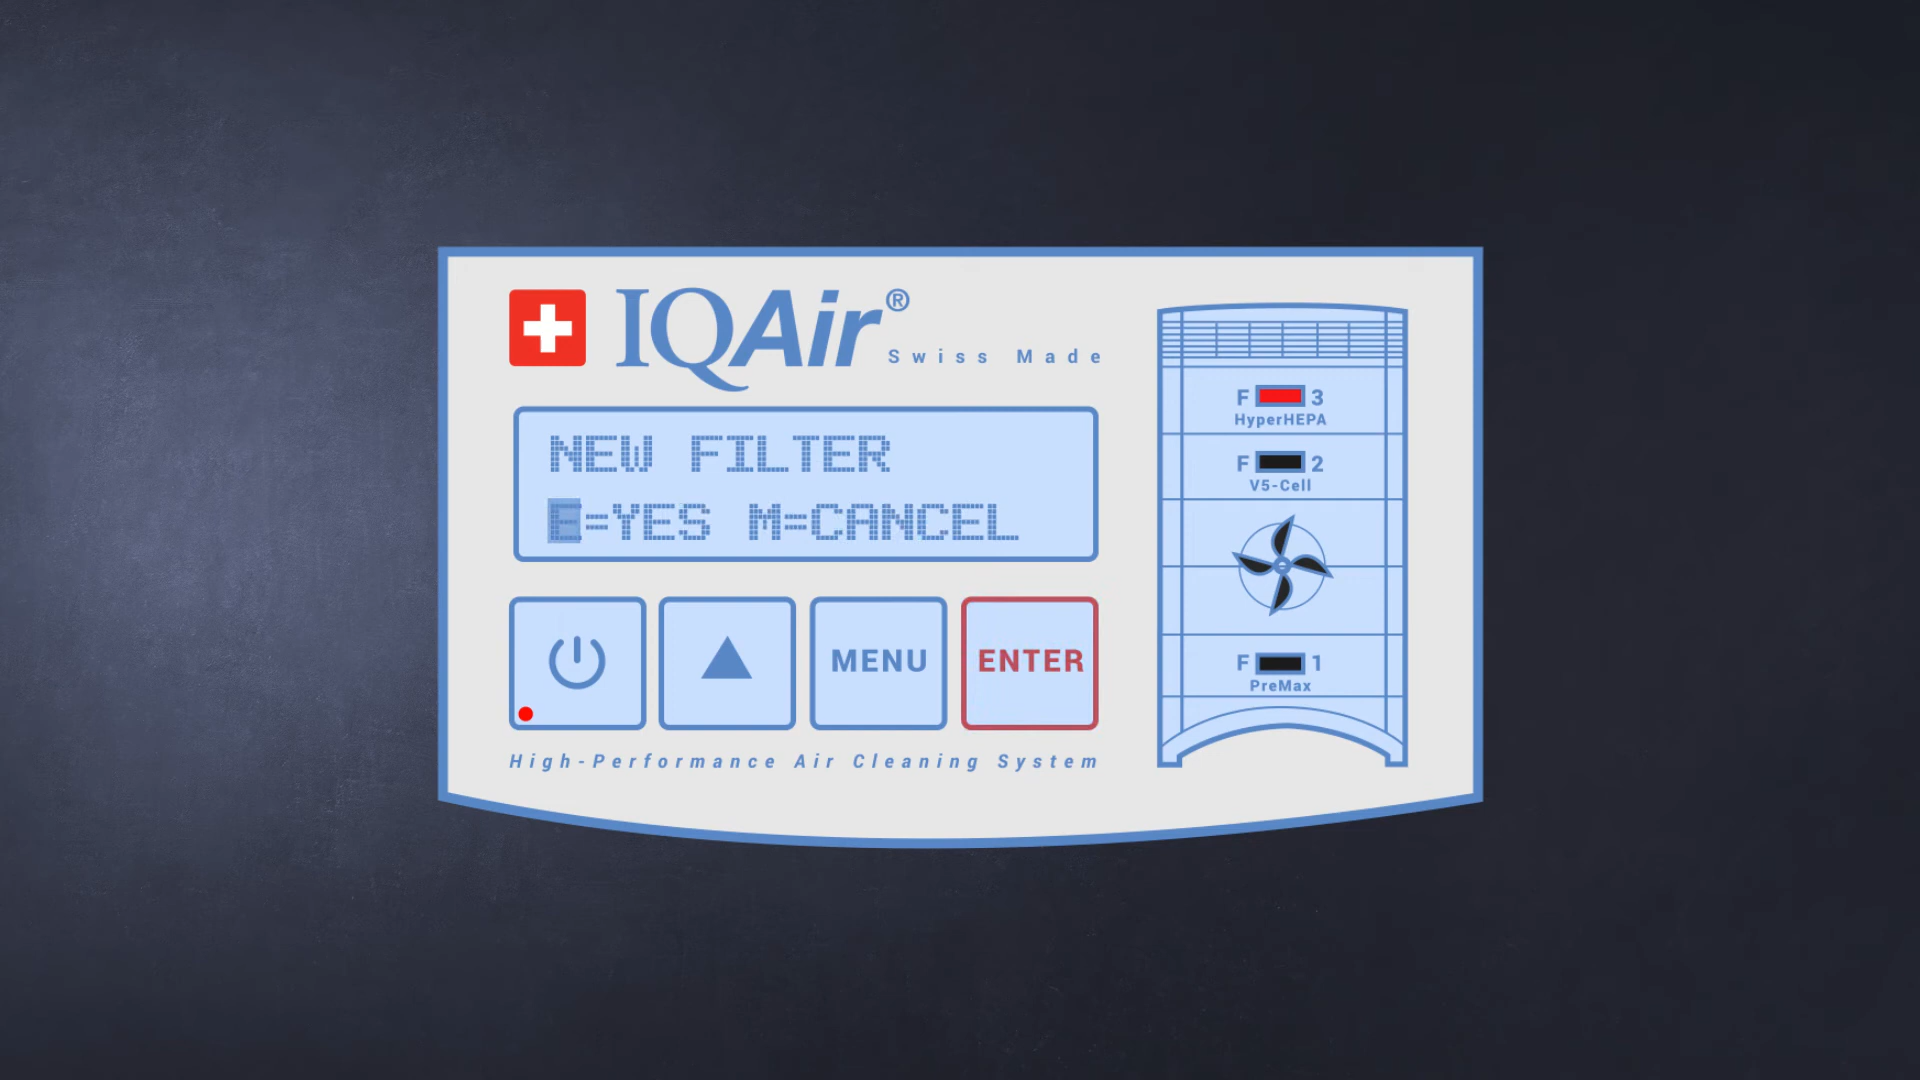 IQAir®
Swiss Made
NEW FILTER
E=YES M=CANCEL
MENU
ENTER
High-Performance Air Cleaning System
F 3
HyperHEPA
F 2
V5-Cell
F 1
PreMax